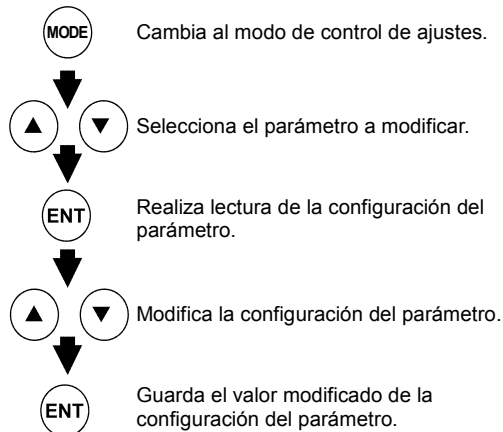 MODE Cambia al modo de control de ajustes.
▲ ▼ Selecciona el parámetro a modificar.
ENT Realiza lectura de la configuración del
parámetro.
▲ ▼ Modifica la configuración del parámetro.
ENT Guarda el valor modificado de la
configuración del parámetro.